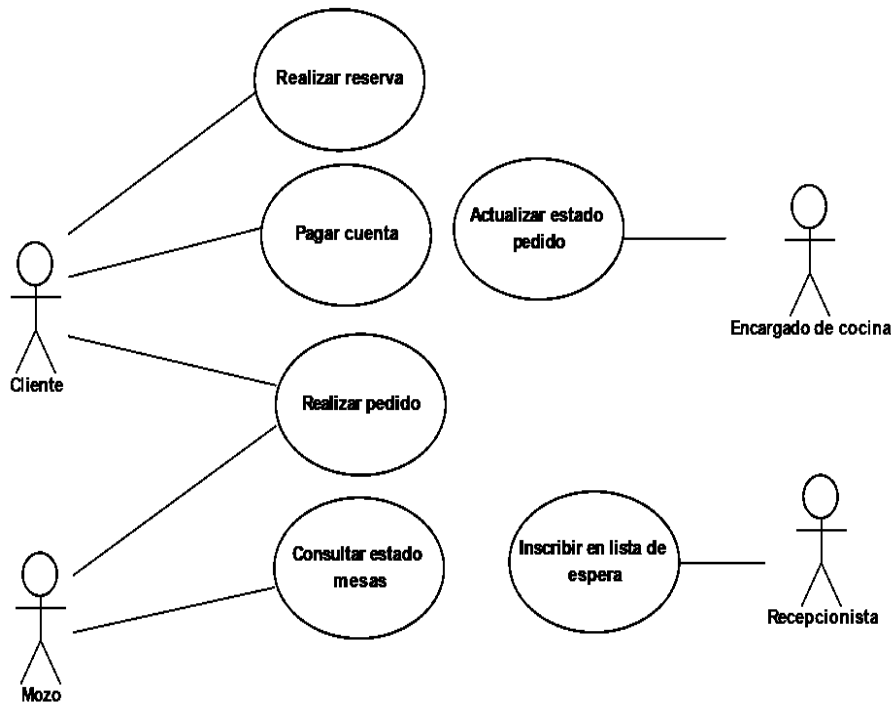 Realizar reserva
Pagar cuenta
Actualizar estado
pedido
Encargado de cocina
Cliente
Realizar pedido
Consultar estado
mesas
Inscribir en lista de
espera
Recepcionista
Mozo